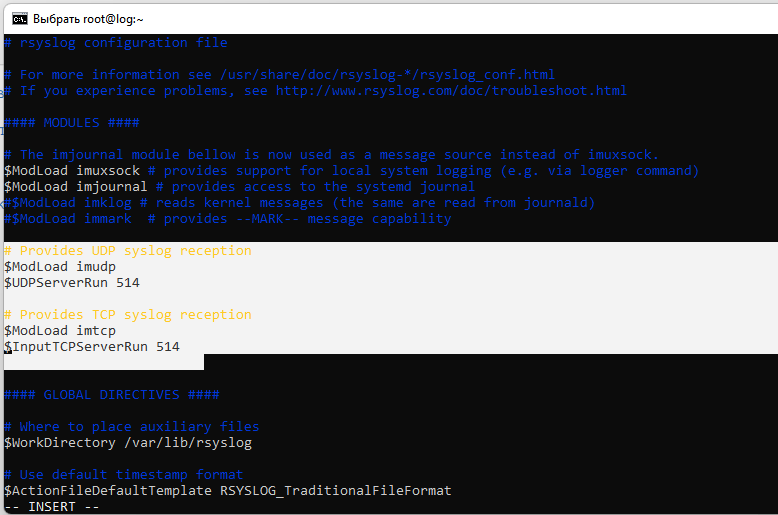 Выбрать root@log:~
# rsyslog configuration file
# For more information see /usr/share/doc/rsyslog-*/rsyslog_conf.html
# If you experience problems, see http://www.rsyslog.com/doc/troubleshoot.html
#### MODULES ####
# The imjournal module bellow is now used as a message source instead of imuxsock.
$ModLoad imuxsock # provides support for local system logging (e.g. via logger command)
$ModLoad imjournal # provides access to the systemd journal
#$ModLoad imklog # reads kernel messages (the same are read from journald)
#$ModLoad immark  # provides --MARK-- message capability
# Provides UDP syslog reception
$ModLoad imudp
$UDPServerRun 514
# Provides TCP syslog reception
$ModLoad imtcp
$InputTCPServerRun 514
#### GLOBAL DIRECTIVES ####
# Where to place auxiliary files
$WorkDirectory /var/lib/rsyslog
# Use default timestamp format
$ActionFileDefaultTemplate RSYSLOG_TraditionalFileFormat
-- INSERT --